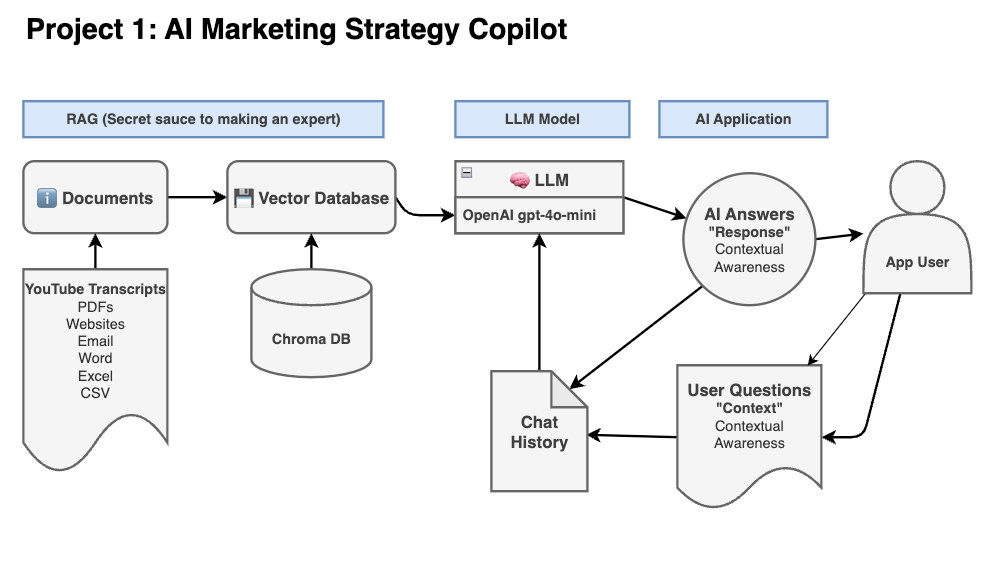 Project 1: AI Marketing Strategy Copilot
RAG (Secret sauce to making an expert)
LLM Model
AI Application
Documents
Vector Database
LLM
OpenAI gpt-4o-mini
AI Answers
"Response"
Contextual
Awareness
App User
YouTube Transcripts
PDFs
Websites
Email
Word
Excel
CSV
Chroma DB
Chat
History
User Questions
"Context"
Contextual
Awareness